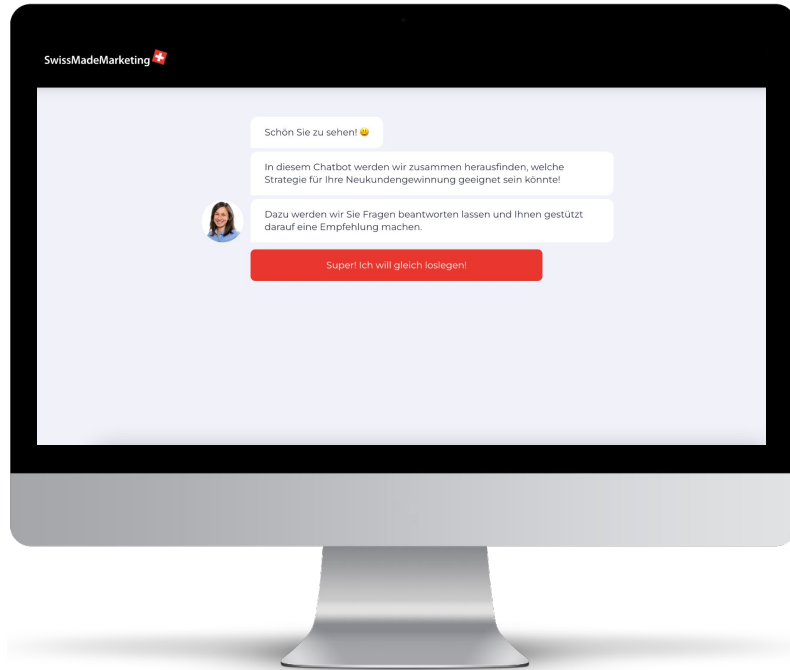 SwissMadeMarketing
Schön Sie zu sehen! 😀
In diesem Chatbot werden wir zusammen herausfinden, welche
Strategie für Ihre Neukundengewinnung geeignet sein könnte!
Dazu werden wir Sie Fragen beantworten lassen und Ihnen gestützt
darauf eine Empfehlung machen.
Super! Ich will gleich loslegen!